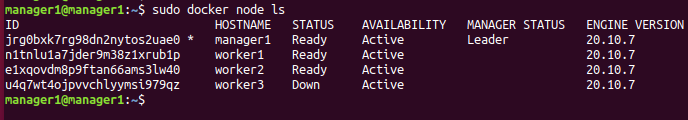 manager1@manager1:~$ sudo docker node ls
ID HOSTNAME STATUS AVAILABILITY MANAGER STATUS ENGINE VERSION
jrg0bxk7rg98dn2nytos2uae0 * manager1 Ready Active Leader 20.10.7
n1tnlu1a7jder9m38z1xrub1p worker1 Ready Active 20.10.7
e1xqovdm8p9ftan66ams3lw40 worker2 Ready Active 20.10.7
u4q7wt4ojpvvchlyymsi979qz worker3 Down Active 20.10.7
manager1@manager1:~$